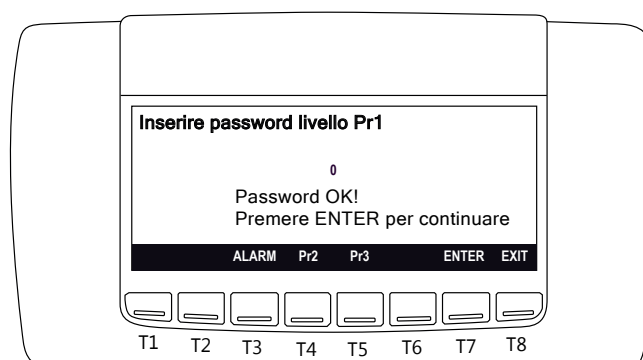 Inserire password livello Pr1
0
Password OK!
Premere ENTER per continuare
ALARM Pr2 Pr3 ENTER EXIT
T1 T2 T3 T4 T5 T6 T7 T8